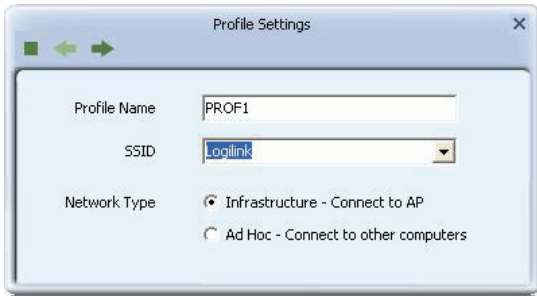 Profile Settings
Profile Name PROF1
SSID Logilink
Network Type Infrastructure - Connect to AP
Ad Hoc - Connect to other computers